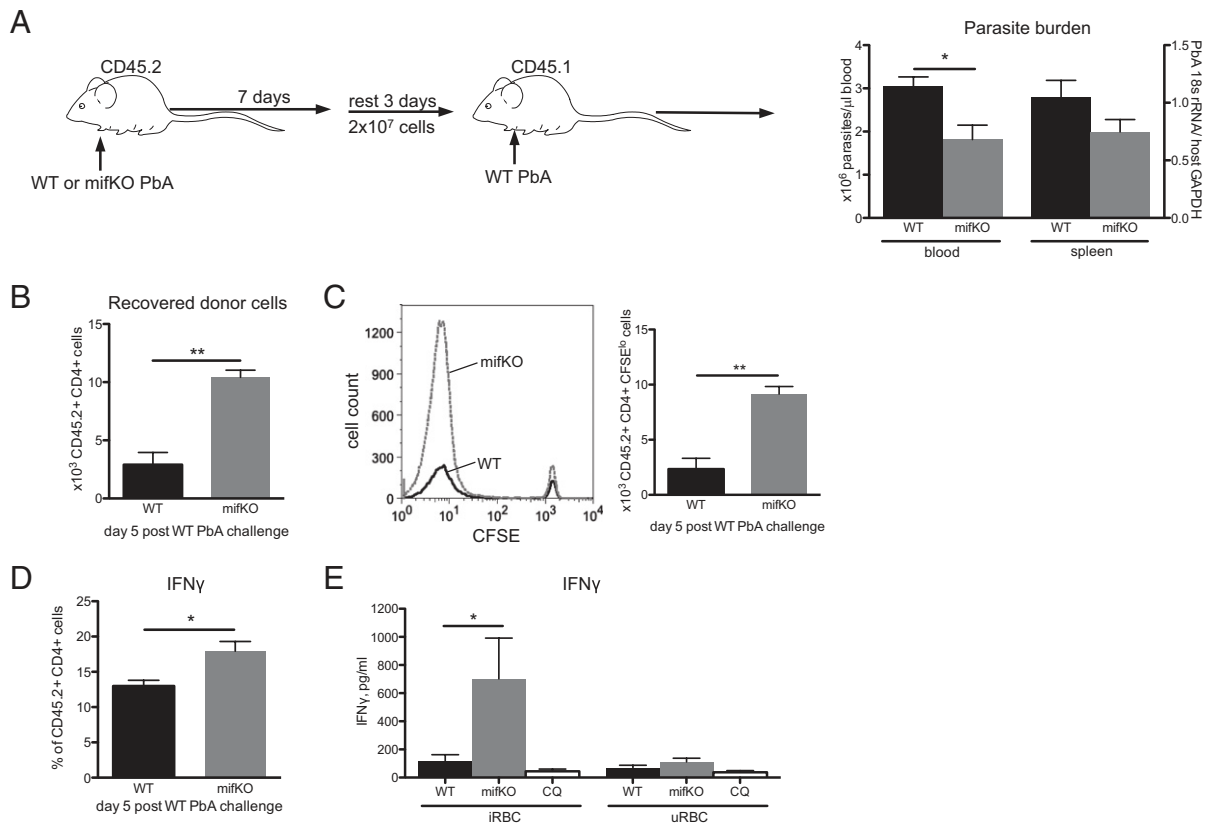 A
CD45.2
7 days
WT or mifKO PbA
rest 3 days
2x10⁷ cells
CD45.1
WT PbA
Parasite burden
x10⁶ parasites/µl blood
4
3
2
1
0
*
PbA 18s rRNA/ host GAPDH
1.5
1.0
0.5
0.0
WT mifKO WT mifKO
blood spleen
B
Recovered donor cells
x10³ CD45.2+ CD4+ cells
15
10
5
0
**
WT mifKO
day 5 post WT PbA challenge
C
cell count
1200
900
600
300
0
mifKO
WT
10⁰ 10¹ 10² 10³ 10⁴
CFSE
x10³ CD45.2+ CD4+ CFSEˡᵒ cells
15
10
5
0
**
WT mifKO
day 5 post WT PbA challenge
D
IFNγ
% of CD45.2+ CD4+ cells
25
20
15
10
5
0
*
WT mifKO
day 5 post WT PbA challenge
E
IFNγ
IFNγ, pg/ml
1200
1000
800
600
400
200
0
*
WT mifKO CQ WT mifKO CQ
iRBC uRBC